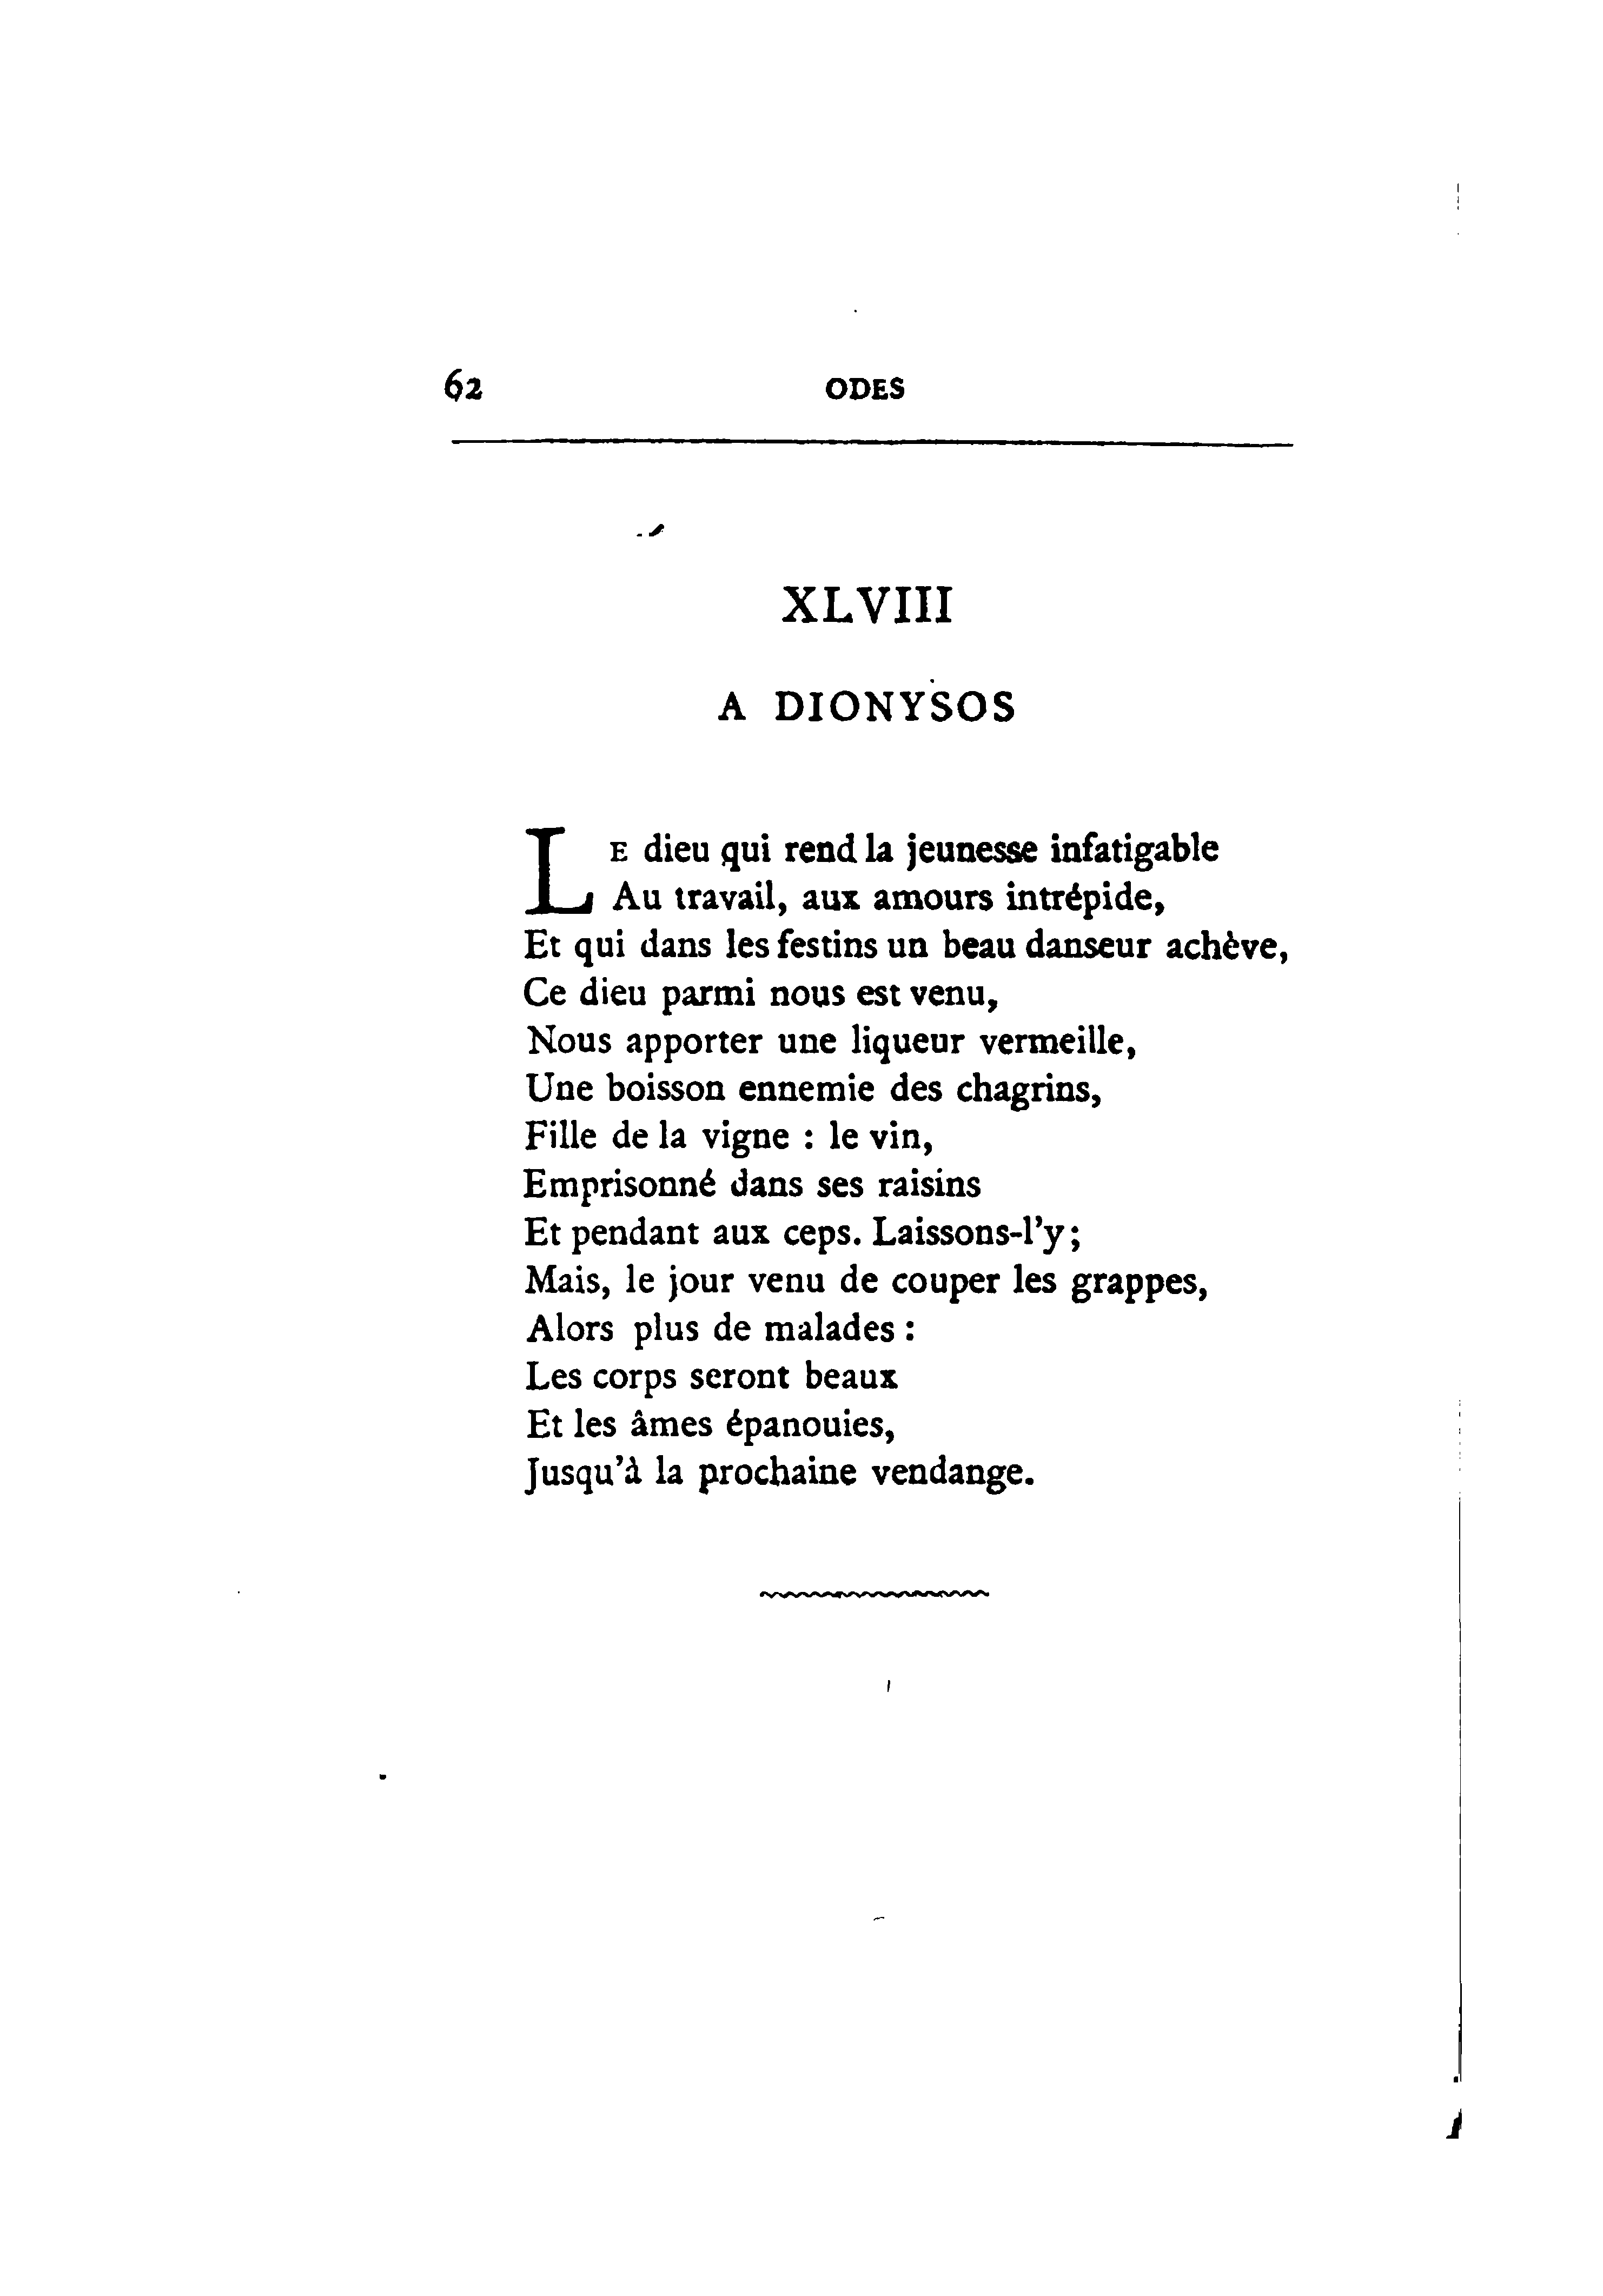 62 ODES
XLVIII
A DIONYSOS
LE dieu qui rend la jeunesse infatigable
Au travail, aux amours intrépide,
Et qui dans les festins un beau danseur achève,
Ce dieu parmi nous est venu,
Nous apporter une liqueur vermeille,
Une boisson ennemie des chagrins,
Fille de la vigne : le vin,
Emprisonné dans ses raisins
Et pendant aux ceps. Laissons-l'y;
Mais, le jour venu de couper les grappes,
Alors plus de malades :
Les corps seront beaux
Et les âmes épanouies,
Jusqu'à la prochaine vendange.